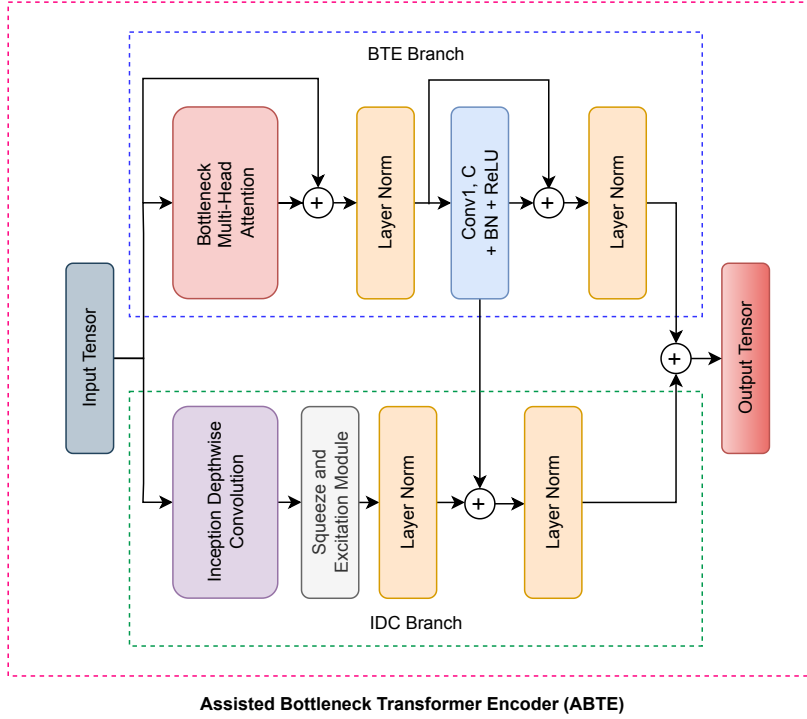 BTE Branch
Input Tensor
Bottleneck
Multi-Head
Attention
+
Layer Norm
Conv1, C
+ BN + ReLU
+
Layer Norm
+
Output Tensor
Inception Depthwise
Convolution
Squeeze and
Excitation Module
Layer Norm
+
Layer Norm
IDC Branch
Assisted Bottleneck Transformer Encoder (ABTE)